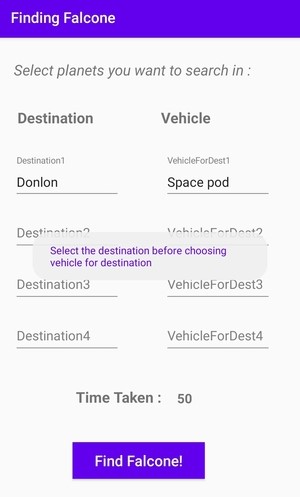 Finding Falcone
Select planets you want to search in :
Destination Vehicle
Destination1 VehicleForDest1
Donlon Space pod
Destination2 VehicleForDest2
Select the destination before choosing
vehicle for destination
Destination3 VehicleForDest3
Destination4 VehicleForDest4
Time Taken : 50
Find Falcone!